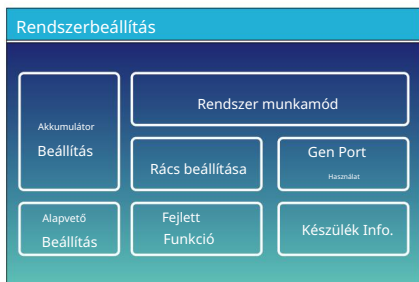 Rendszerbeállítás
Akkumulátor
Beállítás
Rendszer munkamód
Rács beállítása
Gen Port
Használat
Alapvető
Beállítás
Fejlett
Funkció
Készülék Info.